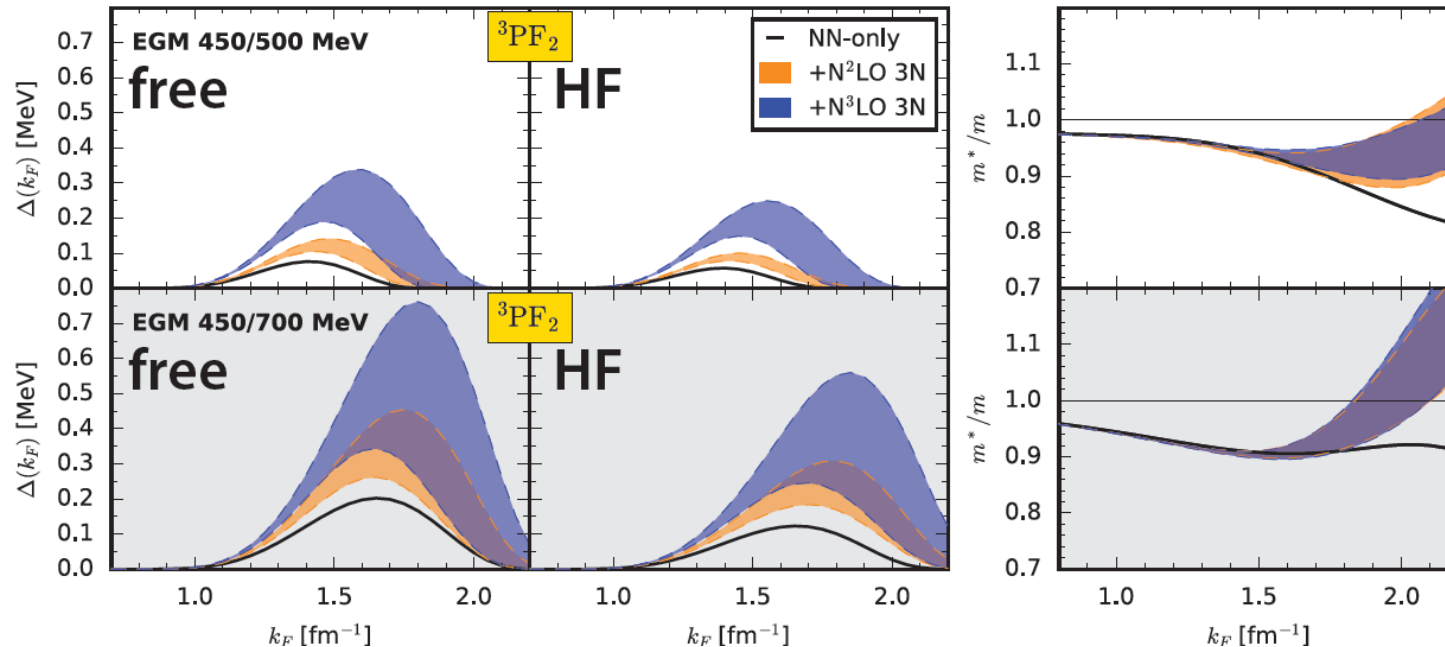 EGM 450/500 MeV
³PF₂
free
HF
NN-only
+N²LO 3N
+N³LO 3N
Δ(k_F) [MeV]
0.7
0.6
0.5
0.4
0.3
0.2
0.1
0.0
m*/m
1.1
1.0
0.9
0.8
0.7
EGM 450/700 MeV
³PF₂
free
HF
Δ(k_F) [MeV]
0.7
0.6
0.5
0.4
0.3
0.2
0.1
0.0
m*/m
1.1
1.0
0.9
0.8
0.7
1.0 1.5 2.0
1.0 1.5 2.0
1.0 1.5 2.0
k_F [fm⁻¹]
k_F [fm⁻¹]
k_F [fm⁻¹]